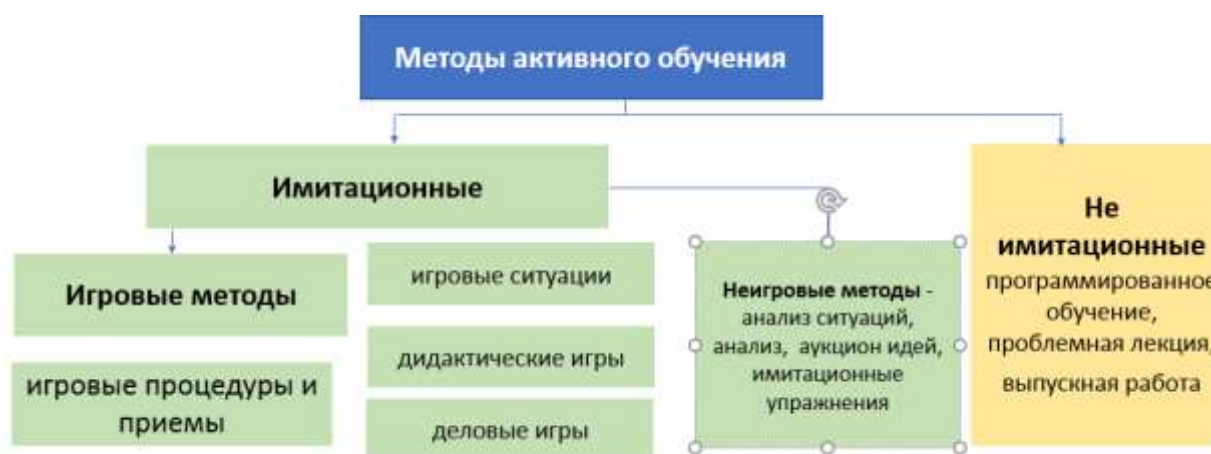 Методы активного обучения
Имитационные
Не
имитационные
программированное
обучение,
проблемная лекция,
выпускная работа
Игровые методы
игровые процедуры и
приемы
игровые ситуации
дидактические игры
деловые игры
Неигровые методы -
анализ ситуаций,
анализ, аукцион идей,
имитационные
упражнения